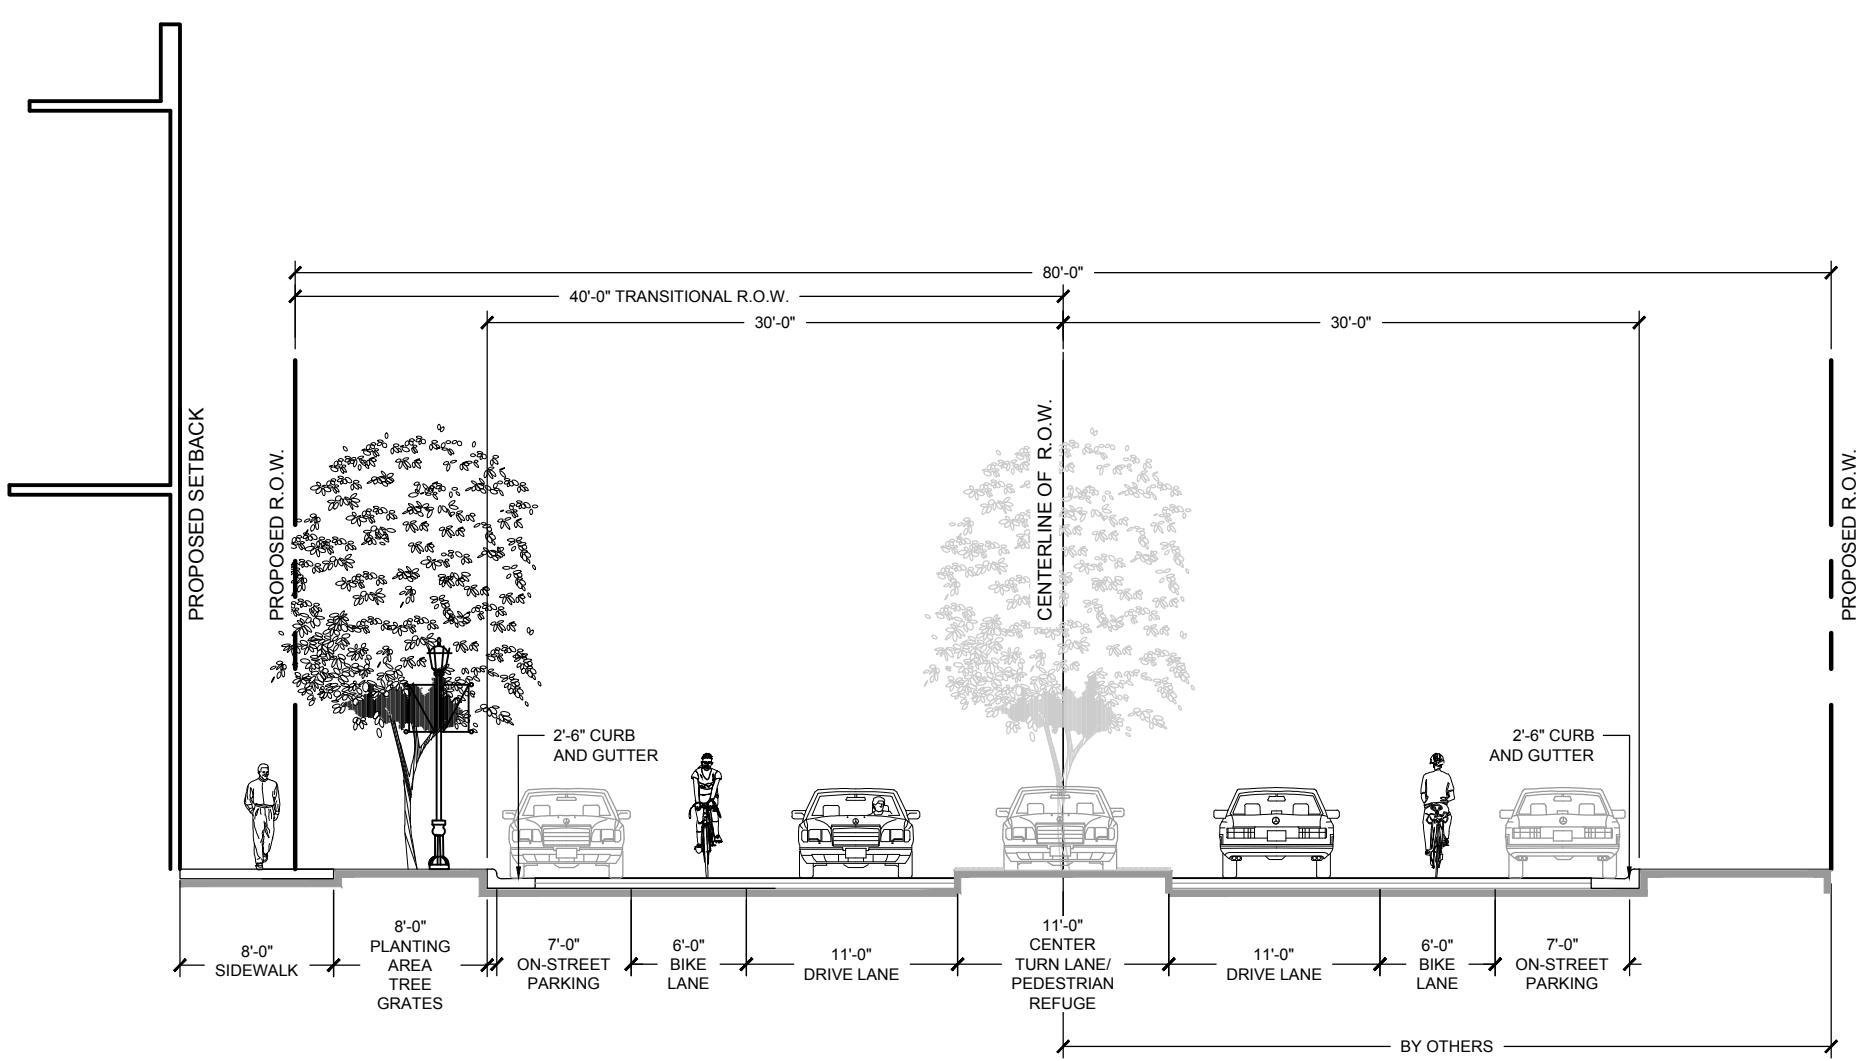 80'-0"
40'-0" TRANSITIONAL R.O.W.
30'-0"
30'-0"
PROPOSED SETBACK
PROPOSED R.O.W.
CENTERLINE OF R.O.W.
PROPOSED R.O.W.
2'-6" CURB
AND GUTTER
2'-6" CURB
AND GUTTER
8'-0"
SIDEWALK
8'-0"
PLANTING
AREA
TREE
GRATES
7'-0"
ON-STREET
PARKING
6'-0"
BIKE
LANE
11'-0"
DRIVE LANE
11'-0"
CENTER
TURN LANE/
PEDESTRIAN
REFUGE
11'-0"
DRIVE LANE
6'-0"
BIKE
LANE
7'-0"
ON-STREET
PARKING
BY OTHERS